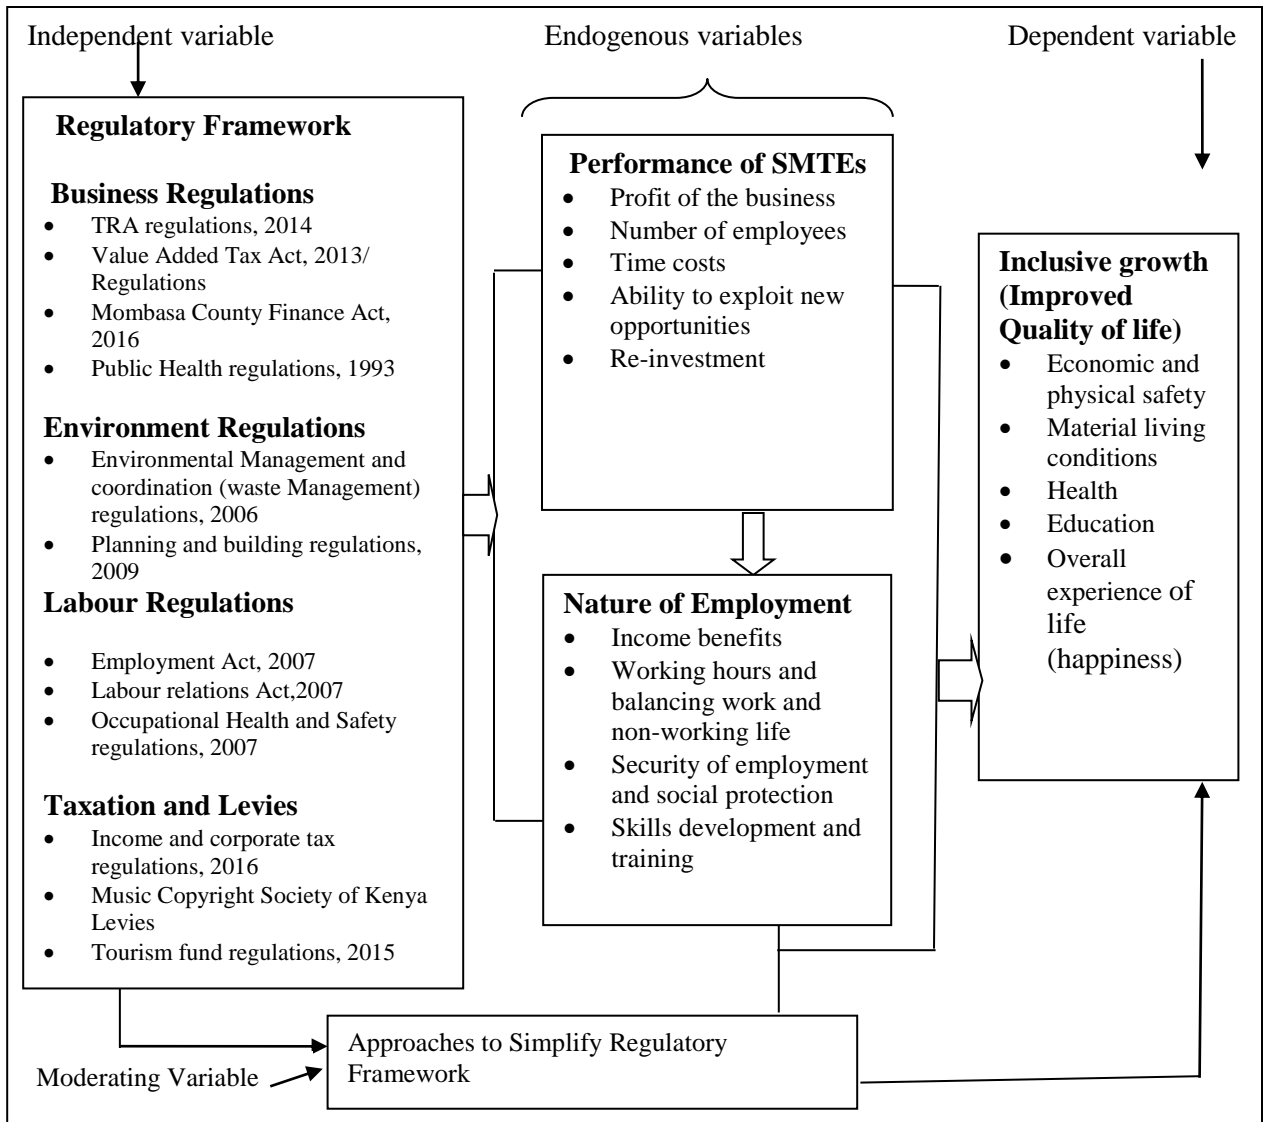 Independent variable
Endogenous variables
Dependent variable
Regulatory Framework
Business Regulations
• TRA regulations, 2014
• Value Added Tax Act, 2013/
Regulations
• Mombasa County Finance Act,
2016
• Public Health regulations, 1993
Environment Regulations
• Environmental Management and
coordination (waste Management)
regulations, 2006
• Planning and building regulations,
2009
Labour Regulations
• Employment Act, 2007
• Labour relations Act,2007
• Occupational Health and Safety
regulations, 2007
Taxation and Levies
• Income and corporate tax
regulations, 2016
• Music Copyright Society of Kenya
Levies
• Tourism fund regulations, 2015
Performance of SMTEs
• Profit of the business
• Number of employees
• Time costs
• Ability to exploit new
opportunities
• Re-investment
Nature of Employment
• Income benefits
• Working hours and
balancing work and
non-working life
• Security of employment
and social protection
• Skills development and
training
Inclusive growth
(Improved
Quality of life)
• Economic and
physical safety
• Material living
conditions
• Health
• Education
• Overall
experience of
life
(happiness)
Approaches to Simplify Regulatory
Framework
Moderating Variable